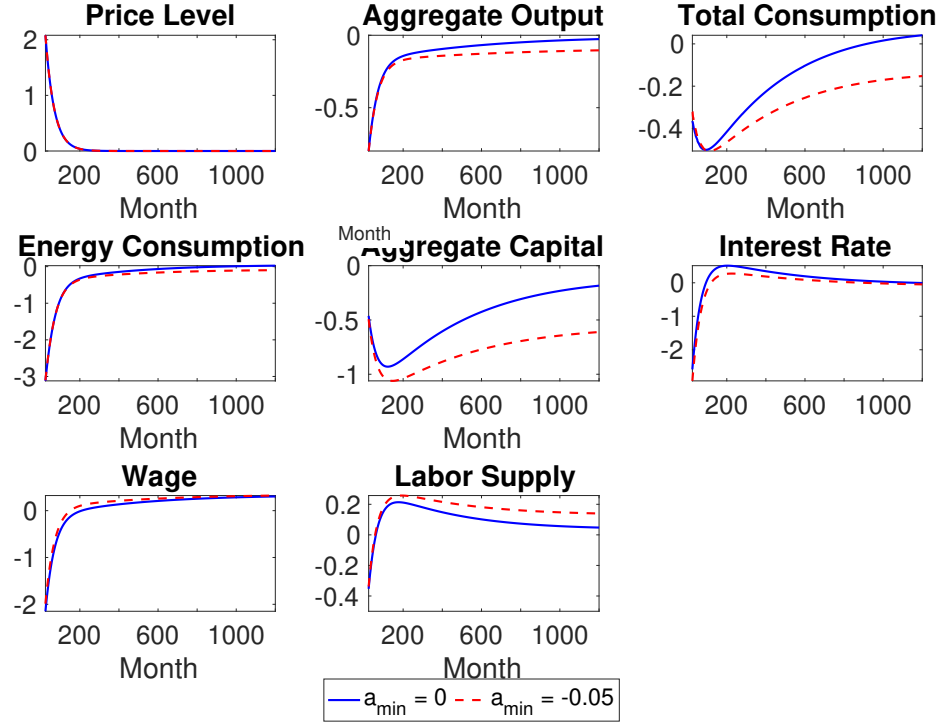 Price Level
2
1
0
200 600 1000
Month
Aggregate Output
0
-0.5
200 600 1000
Month
Total Consumption
0
-0.2
-0.4
200 600 1000
Month
Energy Consumption
0
-1
-2
-3
200 600 1000
Month
Month
Aggregate Capital
0
-0.5
-1
200 600 1000
Month
Interest Rate
0
-1
-2
200 600 1000
Month
Wage
0
-1
-2
200 600 1000
Month
Labor Supply
0.2
0
-0.2
-0.4
200 600 1000
Month
a_min = 0 a_min = -0.05